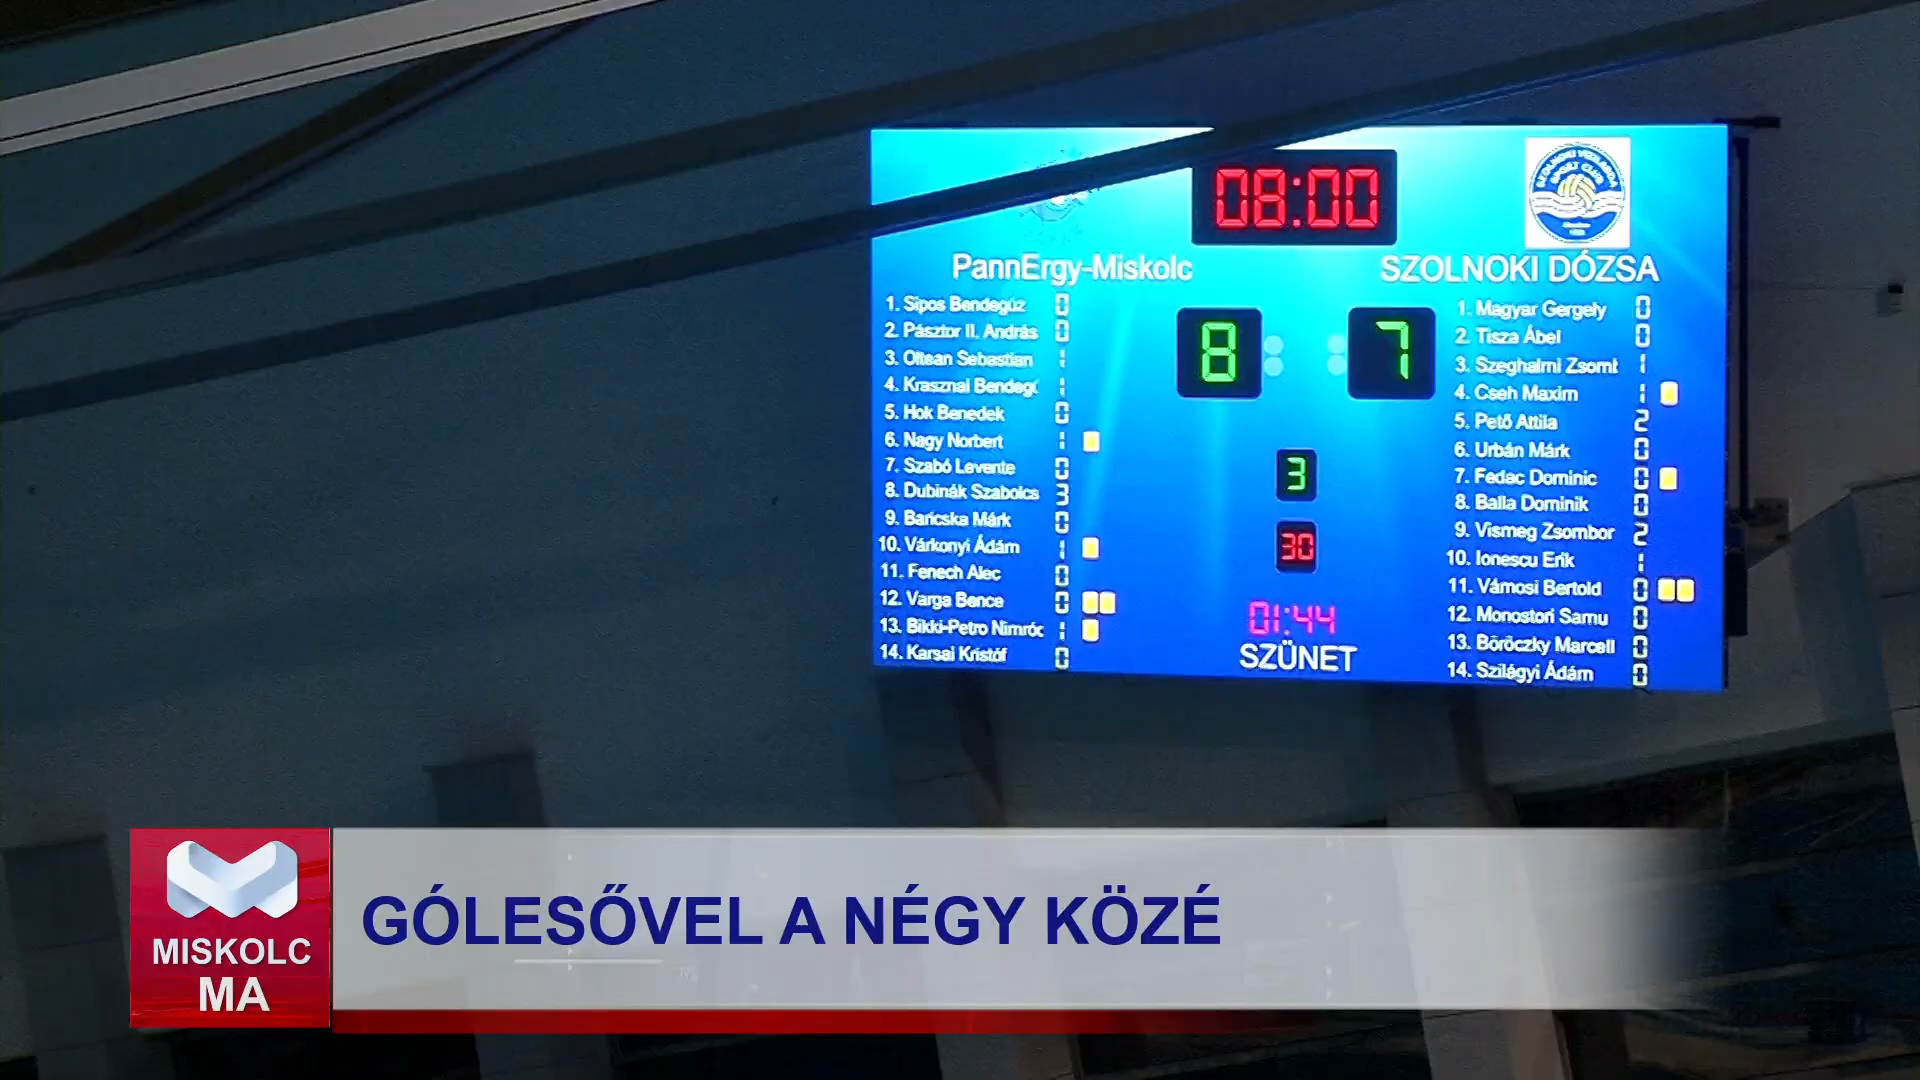 08:00
SZOLNOKI VÍZILABDA SPORT CLUB
PannErgy-Miskolc
SZOLNOKI DÓZSA
8 7
3
30
01:44
SZÜNET
1. Sipos Bendegúz 0
2. Pásztor II. András 0
3. Oltean Sebastian 1
4. Krasznai Bendegú 1
5. Hok Benedek 0
6. Nagy Norbert 1
7. Szabó Levente 0
8. Dubinák Szabolcs 3
9. Baricska Márk 0
10. Várkonyi Ádám 1
11. Fenech Alec 0
12. Varga Bence 0
13. Bikki-Petro Nimród 1
14. Karsai Kristóf 0
1. Magyar Gergely 0
2. Tisza Ábel 0
3. Szeghalmi Zsomb 1
4. Cseh Maxim 1
5. Pető Attila 2
6. Urbán Márk 0
7. Fedac Dominic 0
8. Balla Dominik 0
9. Vismeg Zsombor 2
10. Ionescu Erik 1
11. Vámosi Bertold 0
12. Monostori Samu 0
13. Böröczky Marcell 0
14. Szilágyi Ádám 0
MISKOLC
MA
GÓLESŐVEL A NÉGY KÖZÉ